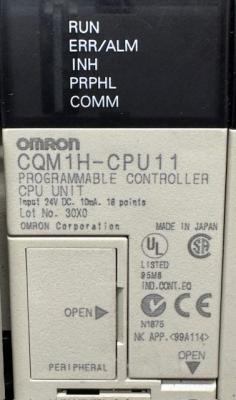 RUN
ERR/ALM
INH
PRPHL
COMM
OMRON
CQM1H-CPU11
PROGRAMMABLE CONTROLLER
CPU UNIT
Input 24V DC. 10mA. 16 points
Lot No. 30X0
OMRON Corporation MADE IN JAPAN
UL SA
LISTED
95M8
IND.CONT.EQ
OPEN
N1875
NK APP.<99A114>
PERIPHERAL OPEN